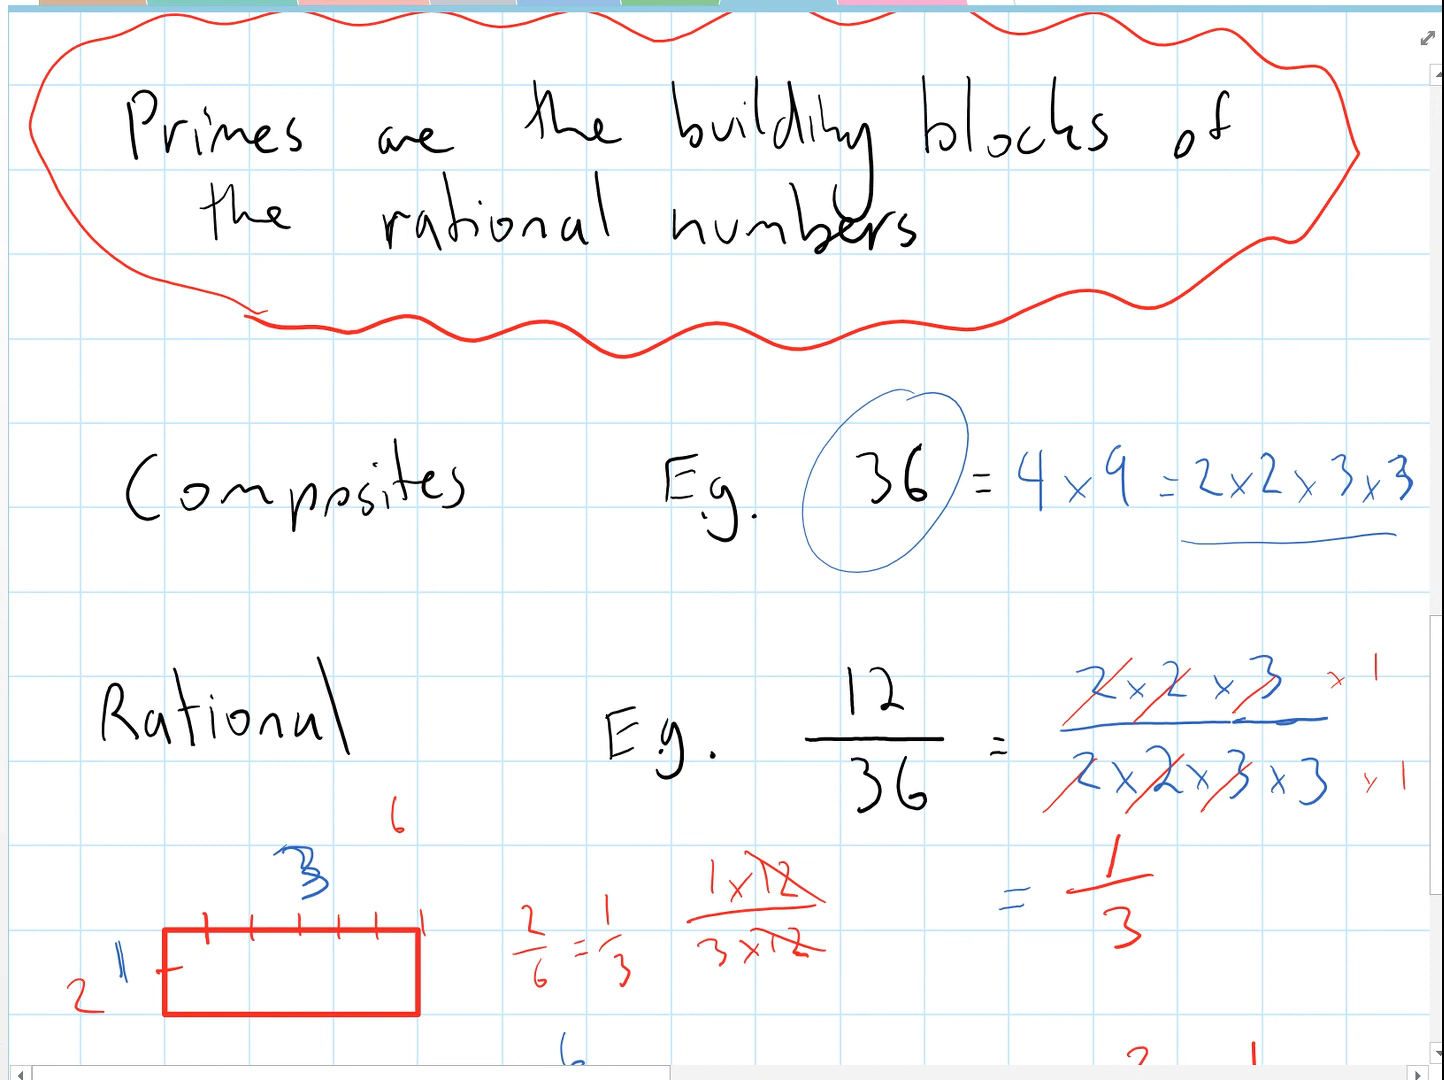 Primes are the building blocks of
the rational numbers
Composites E.g. 36 = 4 × 9 = 2 × 2 × 3 × 3
Rational E.g. 12/36 = 2 × 2 × 3 × 1 / 2 × 2 × 3 × 3 × 1
6
3
2 1 2/6 = 1/3 1 × 12 / 3 × 12 = 1/3
6